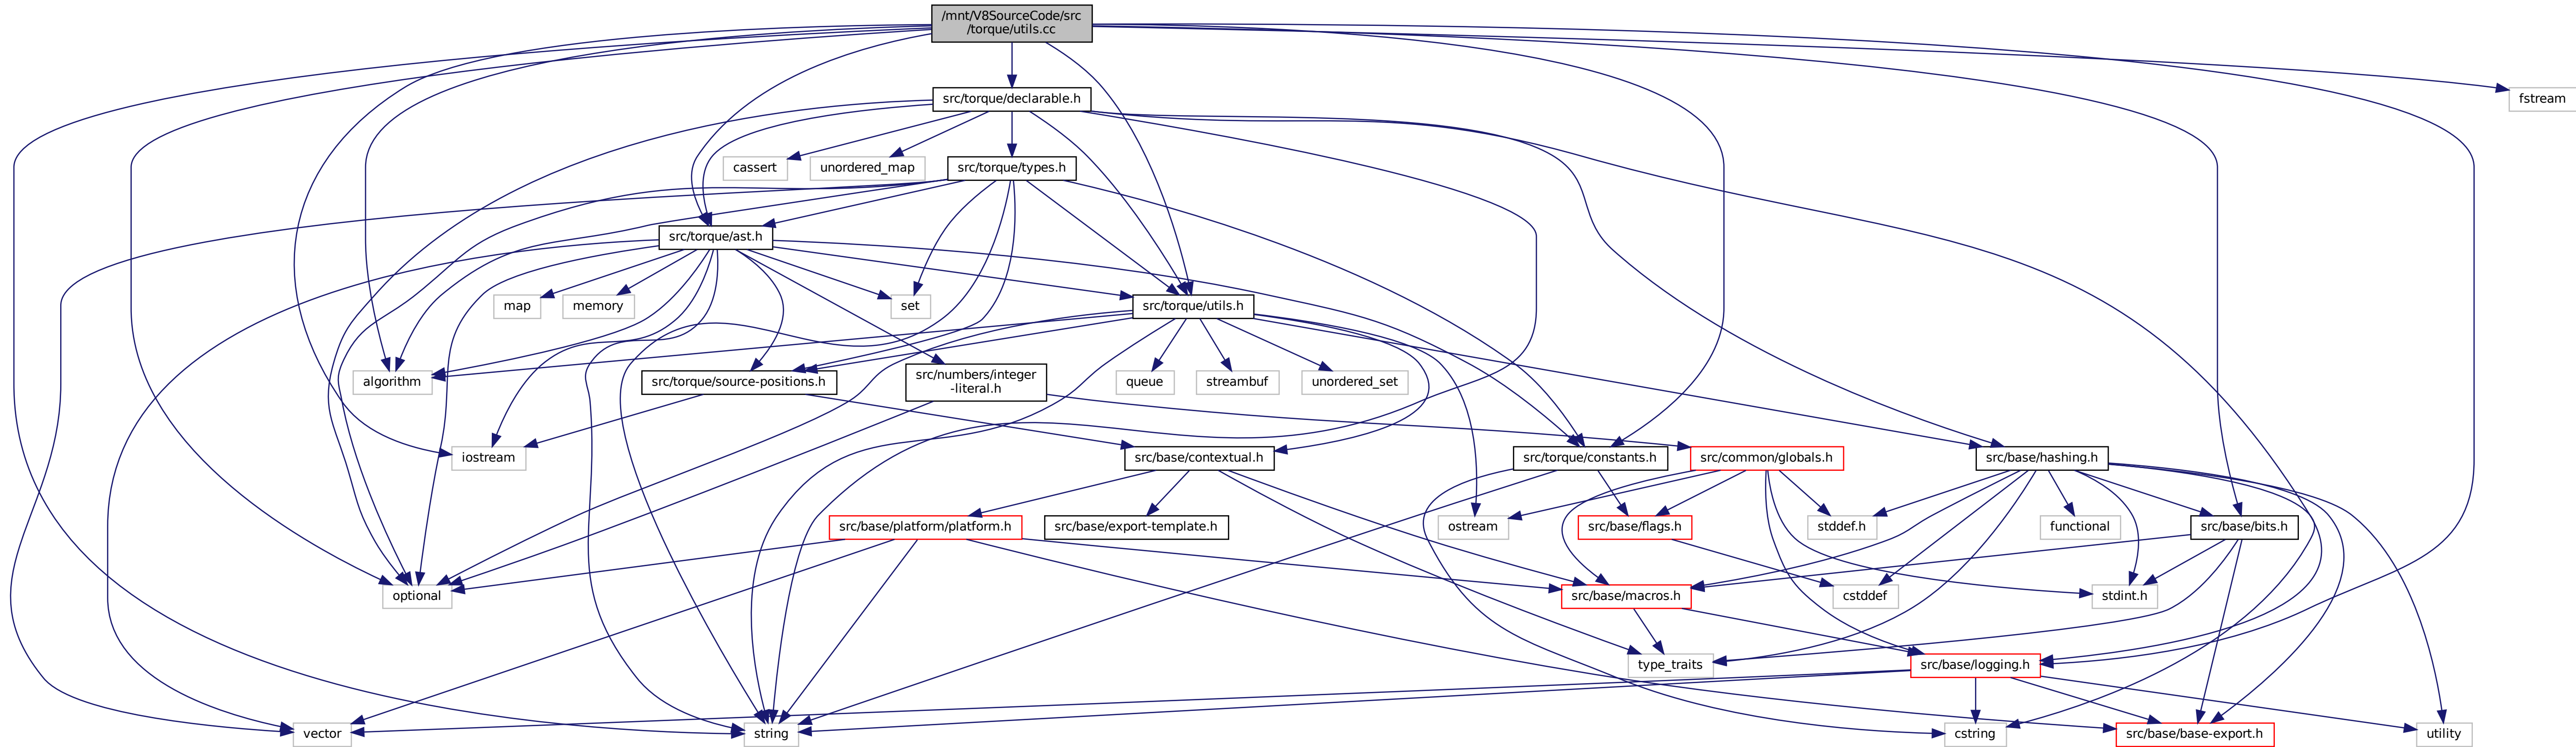 /mnt/V8SourceCode/src
/torque/utils.cc
src/torque/declarable.h
fstream
cassert
unordered_map
src/torque/types.h
src/torque/ast.h
map
memory
set
src/torque/utils.h
algorithm
src/torque/source-positions.h
src/numbers/integer
-literal.h
queue
streambuf
unordered_set
iostream
src/base/contextual.h
src/torque/constants.h
src/common/globals.h
src/base/hashing.h
src/base/platform/platform.h
src/base/export-template.h
ostream
src/base/flags.h
stddef.h
functional
src/base/bits.h
optional
src/base/macros.h
cstddef
stdint.h
type_traits
src/base/logging.h
vector
string
cstring
src/base/base-export.h
utility